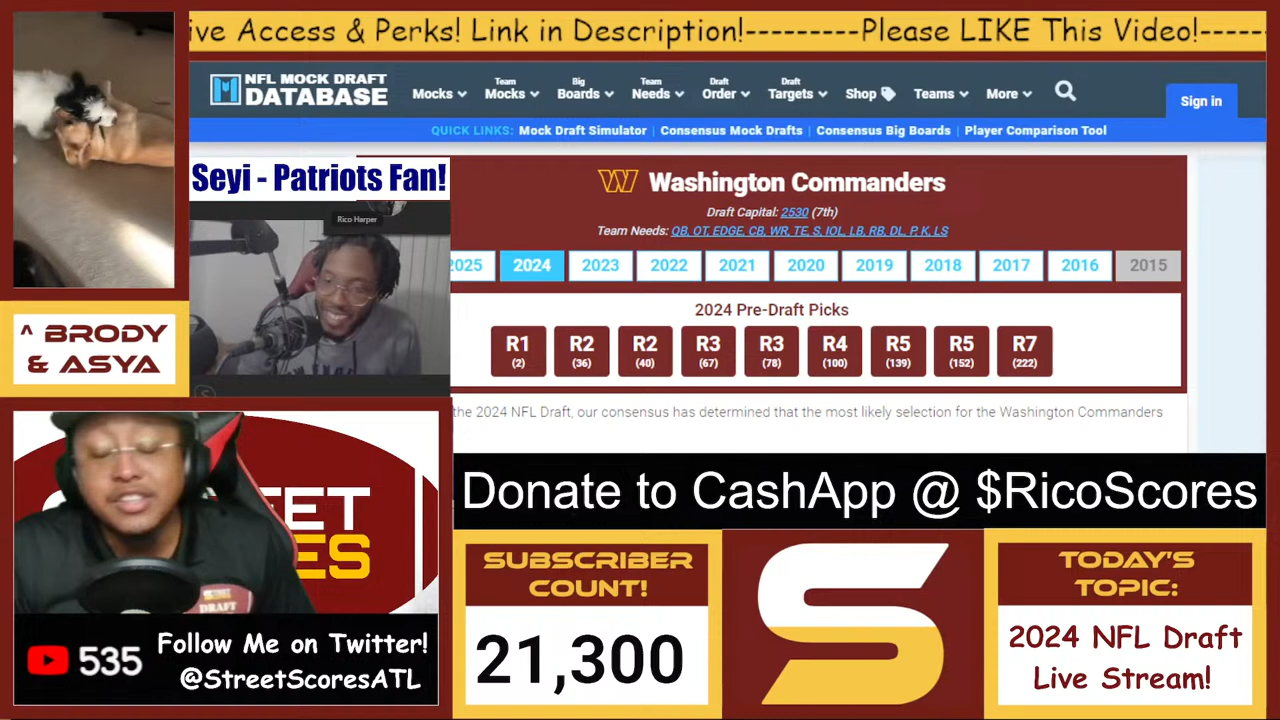 ive Access & Perks! Link in Description!---------Please LIKE This Video!-----
NFL MOCK DRAFT
DATABASE
Mocks
Team
Mocks
Big
Boards
Team
Needs
Draft
Order
Draft
Targets
Shop
Teams
More
Sign in
QUICK LINKS: Mock Draft Simulator | Consensus Mock Drafts | Consensus Big Boards | Player Comparison Tool
Seyi - Patriots Fan!
Rico Harper
W Washington Commanders
Draft Capital: 2530 (7th)
Team Needs: QB, OT, EDGE, CB, WR, TE, S, IOL, LB, RB, DL, P, K, LS
2025 2024 2023 2022 2021 2020 2019 2018 2017 2016 2015
2024 Pre-Draft Picks
R1 R2 R2 R3 R3 R4 R5 R5 R7
(2) (36) (40) (67) (78) (100) (139) (152) (222)
the 2024 NFL Draft, our consensus has determined that the most likely selection for the Washington Commanders
^ BRODY
& ASYA
Donate to CashApp @ $RicoScores
DRAFT
535
Follow Me on Twitter!
@StreetScoresATL
SUBSCRIBER
COUNT!
21,300
S
TODAY'S
TOPIC:
2024 NFL Draft
Live Stream!